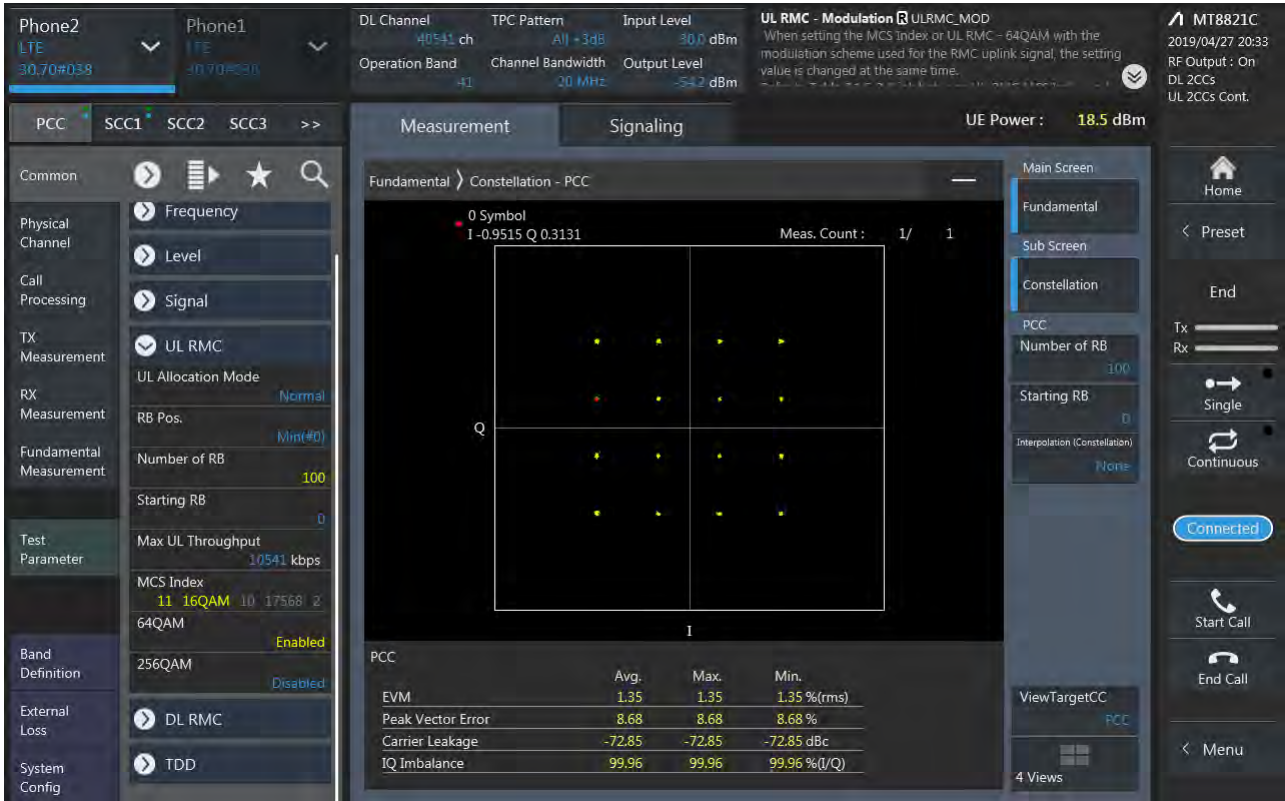 Phone2
LTE
30.70#038
Phone1
LTE
30.70#038
DL Channel
40541 ch
TPC Pattern
All +3dB
Input Level
30.0 dBm
Operation Band
41
Channel Bandwidth
20 MHz
Output Level
-54.2 dBm
UL RMC - Modulation R ULRMC_MOD
When setting the MCS Index or UL RMC - 64QAM with the
modulation scheme used for the RMC uplink signal, the setting
value is changed at the same time.
MT8821C
2019/04/27 20:33
RF Output : On
DL 2CCs
UL 2CCs Cont.
PCC SCC1 SCC2 SCC3 >>
Measurement
Signaling
UE Power : 18.5 dBm
Common
Physical
Channel
Call
Processing
TX
Measurement
RX
Measurement
Fundamental
Measurement
Test
Parameter
Band
Definition
External
Loss
System
Config
Frequency
Level
Signal
UL RMC
UL Allocation Mode
Normal
RB Pos.
Min(#0)
Number of RB
100
Starting RB
0
Max UL Throughput
10541 kbps
MCS Index
11 16QAM 10 17568 2
64QAM
Enabled
256QAM
Disabled
DL RMC
TDD
Fundamental Constellation - PCC
0 Symbol
I -0.9515 Q 0.3131
Meas. Count : 1/ 1
Q
I
PCC
Avg. Max. Min.
EVM 1.35 1.35 1.35 %(rms)
Peak Vector Error 8.68 8.68 8.68 %
Carrier Leakage -72.85 -72.85 -72.85 dBc
IQ Imbalance 99.96 99.96 99.96 %(I/Q)
Main Screen
Fundamental
Sub Screen
Constellation
PCC
Number of RB
100
Starting RB
0
Interpolation (Constellation)
None
ViewTargetCC
PCC
4 Views
Home
< Preset
End
Tx
Rx
Single
Continuous
Connected
Start Call
End Call
< Menu